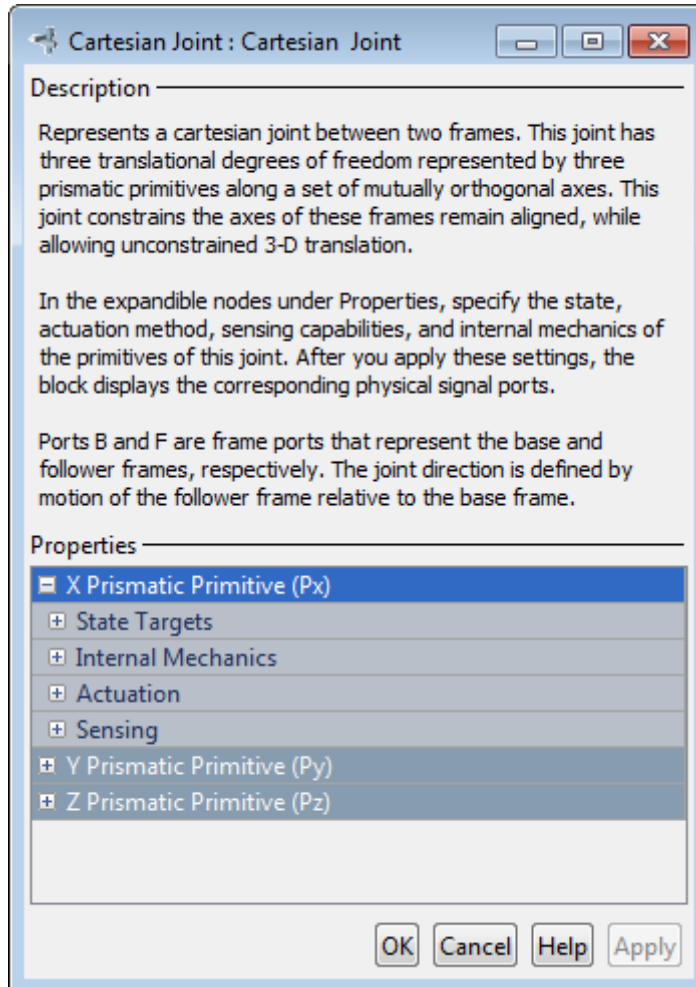 Cartesian Joint : Cartesian Joint
Description
Represents a cartesian joint between two frames. This joint has
three translational degrees of freedom represented by three
prismatic primitives along a set of mutually orthogonal axes. This
joint constrains the axes of these frames remain aligned, while
allowing unconstrained 3-D translation.
In the expandible nodes under Properties, specify the state,
actuation method, sensing capabilities, and internal mechanics of
the primitives of this joint. After you apply these settings, the
block displays the corresponding physical signal ports.
Ports B and F are frame ports that represent the base and
follower frames, respectively. The joint direction is defined by
motion of the follower frame relative to the base frame.
Properties
X Prismatic Primitive (Px)
State Targets
Internal Mechanics
Actuation
Sensing
Y Prismatic Primitive (Py)
Z Prismatic Primitive (Pz)
OK Cancel Help Apply